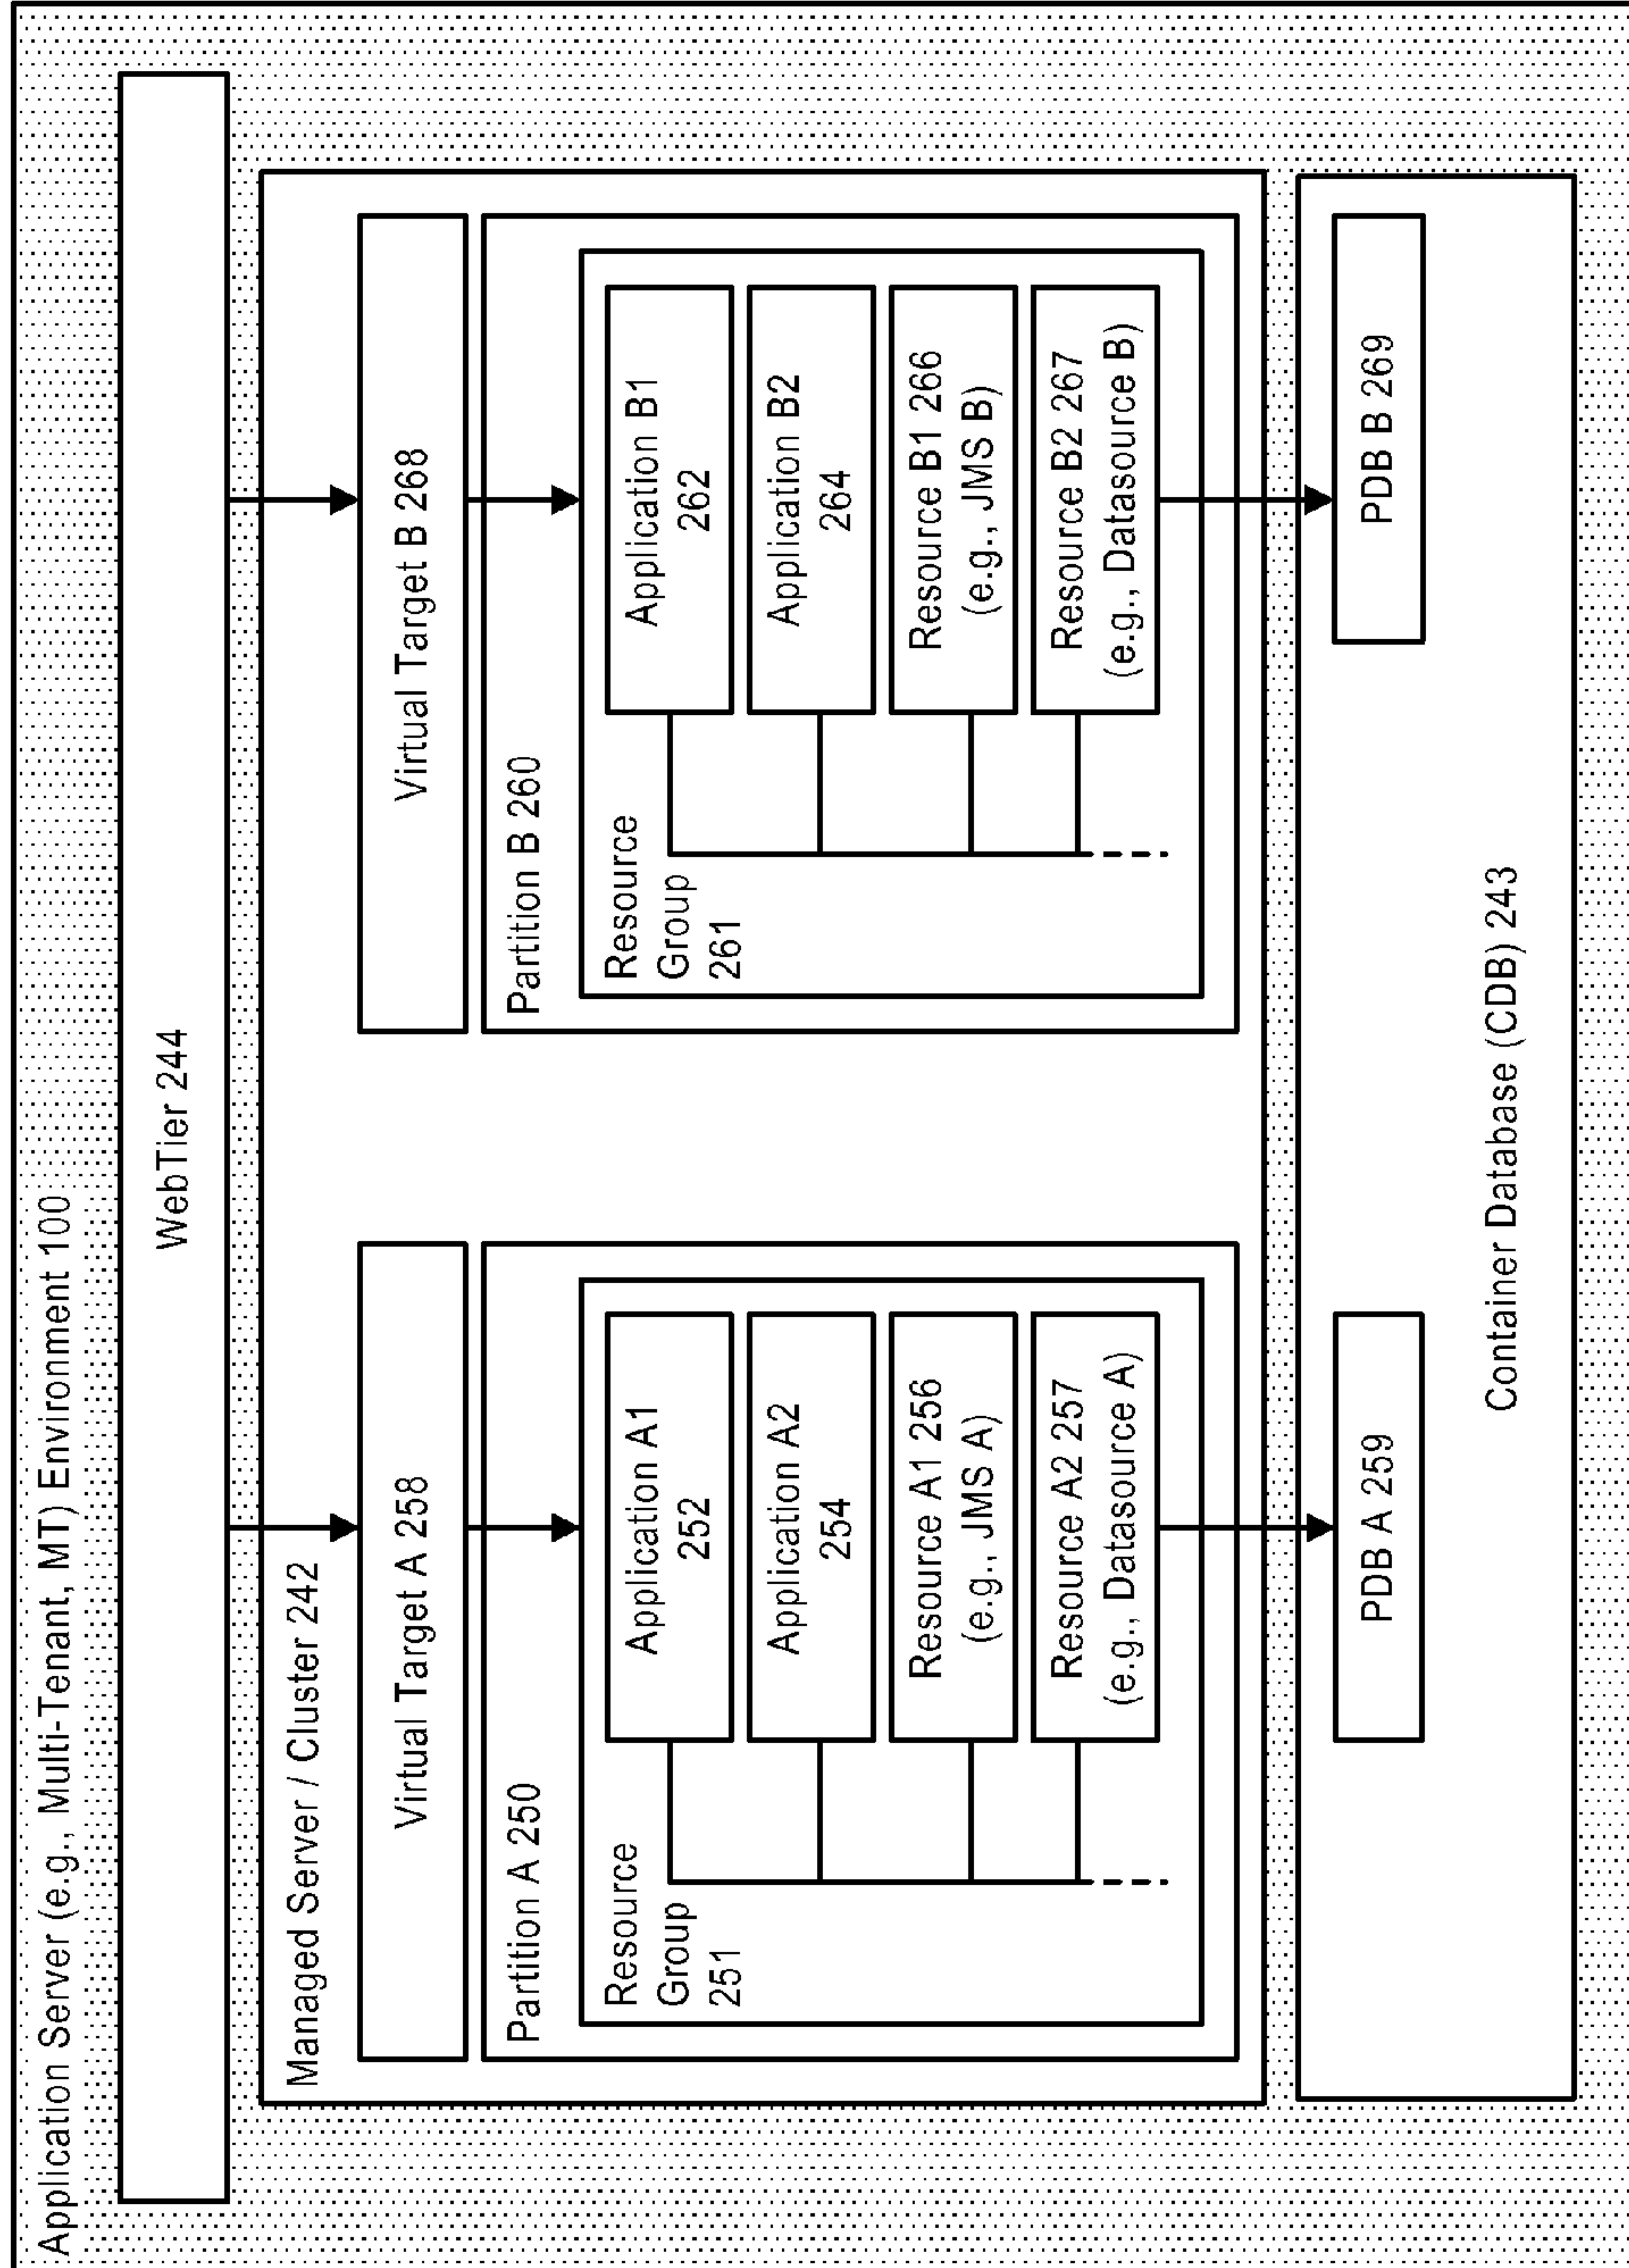 Application Server (e.g., Multi-Tenant, MT) Environment 100
WebTier 244
Managed Server / Cluster 242
Virtual Target A 258
Partition A 250
Resource
Group
251
Application A1
252
Application A2
254
Resource A1 256
(e.g., JMS A)
Resource A2 257
(e.g., Datasource A)
Virtual Target B 268
Partition B 260
Resource
Group
261
Application B1
262
Application B2
264
Resource B1 266
(e.g., JMS B)
Resource B2 267
(e.g., Datasource B)
PDB A 259
PDB B 269
Container Database (CDB) 243